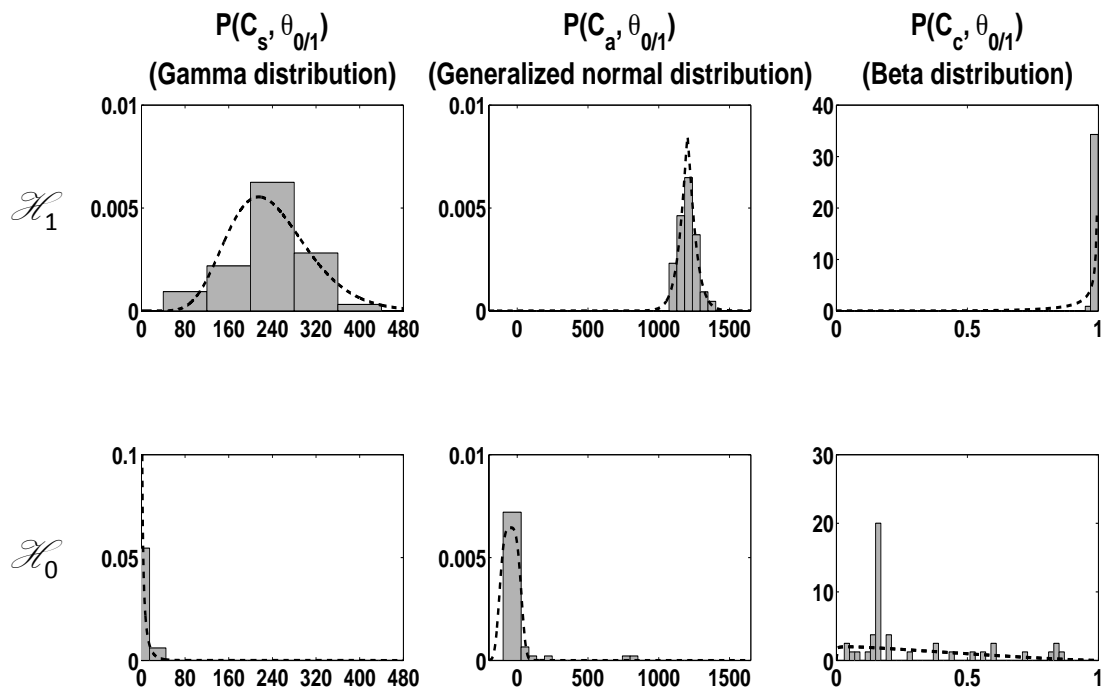 P(C_s, θ_0/1)
(Gamma distribution)
P(C_a, θ_0/1)
(Generalized normal distribution)
P(C_c, θ_0/1)
(Beta distribution)
ℋ_1
0.01
0.005
0
0 80 160 240 320 400 480
0.01
0.005
0
0 500 1000 1500
40
30
20
10
0
0 0.5 1
ℋ_0
0.1
0.05
0
0 80 160 240 320 400 480
0.01
0.005
0
0 500 1000 1500
30
20
10
0
0 0.5 1